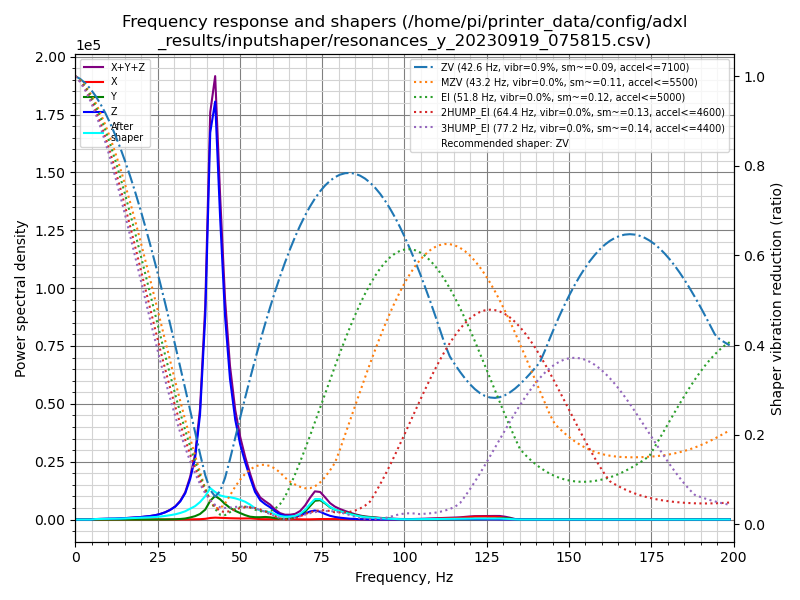 Frequency response and shapers (/home/pi/printer_data/config/adxl
_results/inputshaper/resonances_y_20230919_075815.csv)
1e5
X+Y+Z
X
Y
Z
After
shaper
ZV (42.6 Hz, vibr=0.9%, sm~=0.09, accel<=7100)
MZV (43.2 Hz, vibr=0.0%, sm~=0.11, accel<=5500)
EI (51.8 Hz, vibr=0.0%, sm~=0.12, accel<=5000)
2HUMP_EI (64.4 Hz, vibr=0.0%, sm~=0.13, accel<=4600)
3HUMP_EI (77.2 Hz, vibr=0.0%, sm~=0.14, accel<=4400)
Recommended shaper: ZV
Power spectral density
2.00
1.75
1.50
1.25
1.00
0.75
0.50
0.25
0.00
1.0
0.8
0.6
0.4
0.2
0.0
Shaper vibration reduction (ratio)
0 25 50 75 100 125 150 175 200
Frequency, Hz